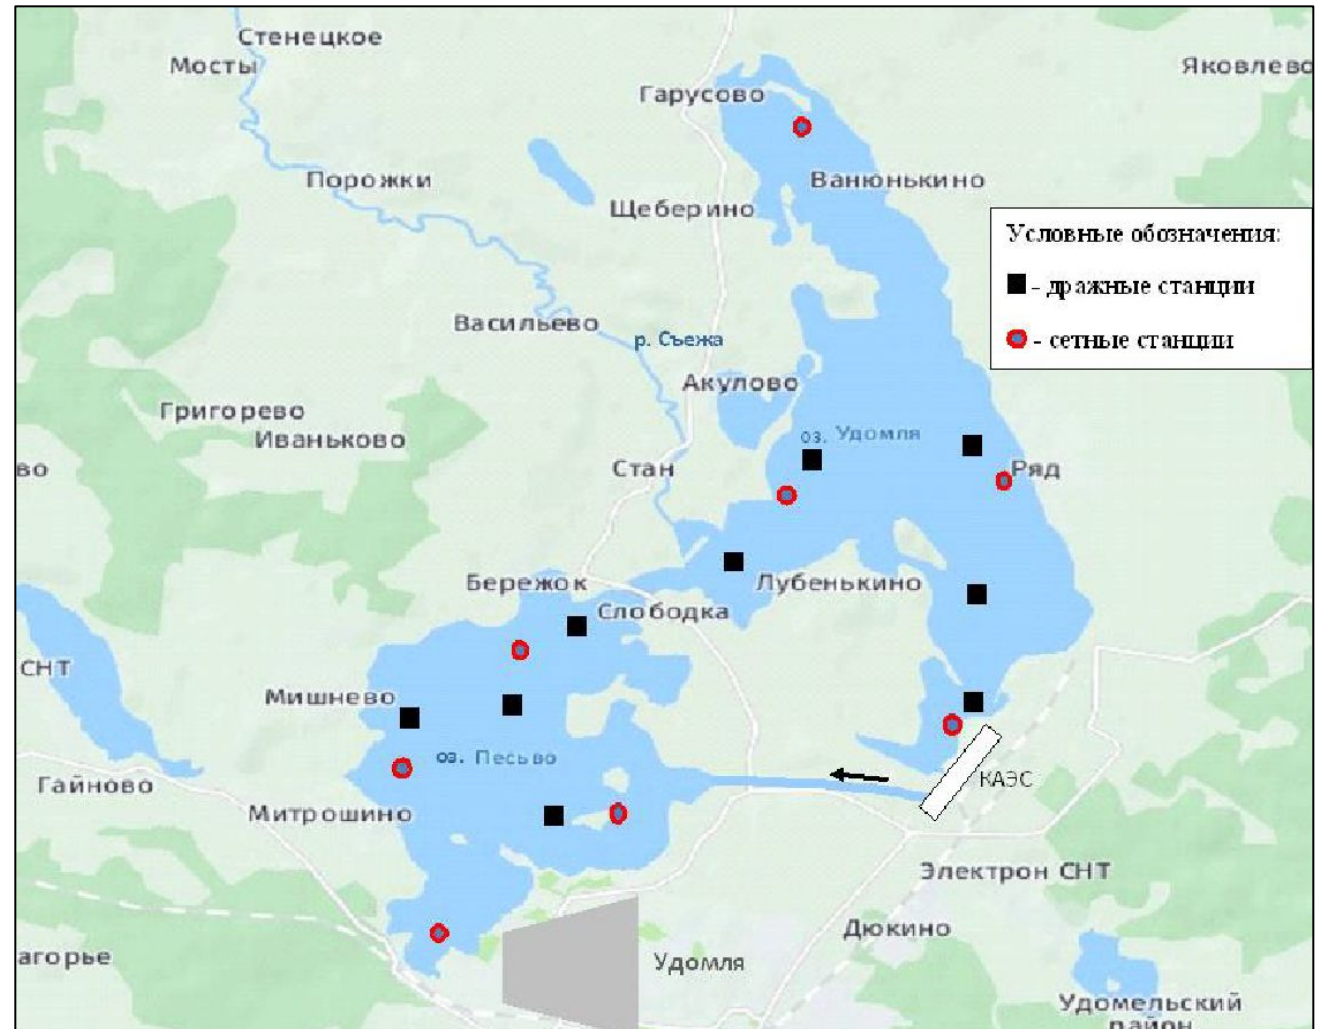 Стенецкое
Мосты
Яковлево
Гарусово
Порожки
Ванюнькино
Щеберино
Условные обозначения:
- дражные станции
- сетные станции
Васильево
р. Съежа
Акулово
Григорево
Иваньково
оз. Удомля
во
Стан
Ряд
Бережок
Лубенькино
Слободка
СНТ
Мишнево
оз. Песьво
Гайново
КАЭС
Митрошино
Электрон СНТ
Дюкино
агорье
Удомля
Удомельский
район